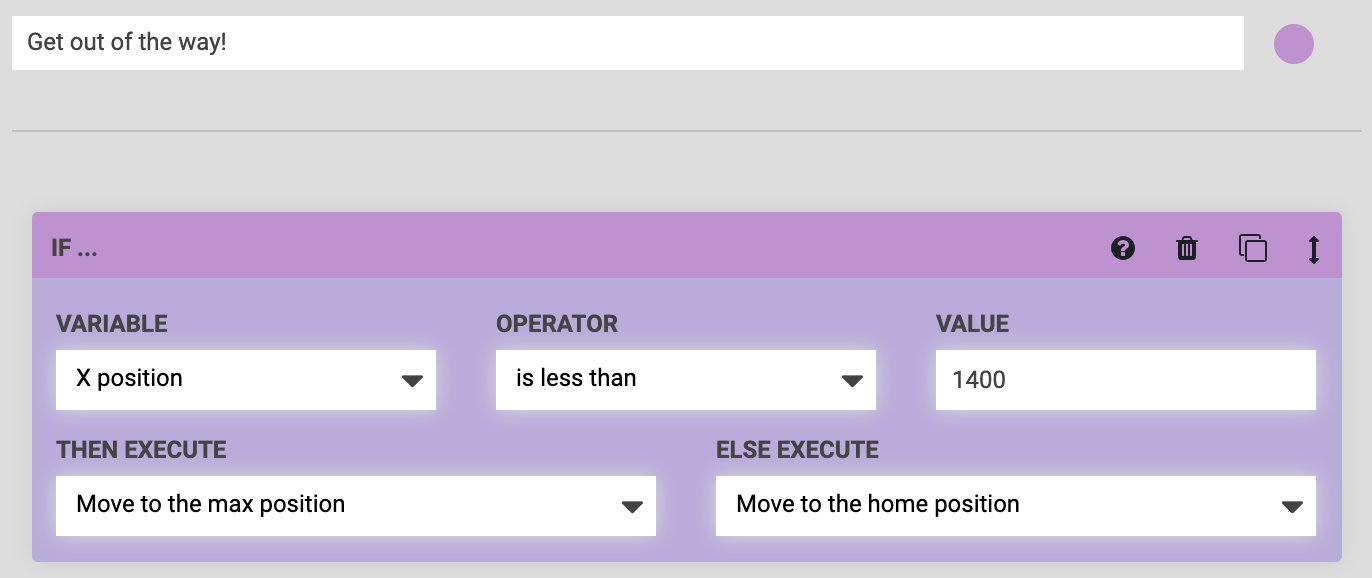 Get out of the way!
IF ...
VARIABLE OPERATOR VALUE
X position is less than 1400
THEN EXECUTE ELSE EXECUTE
Move to the max position Move to the home position